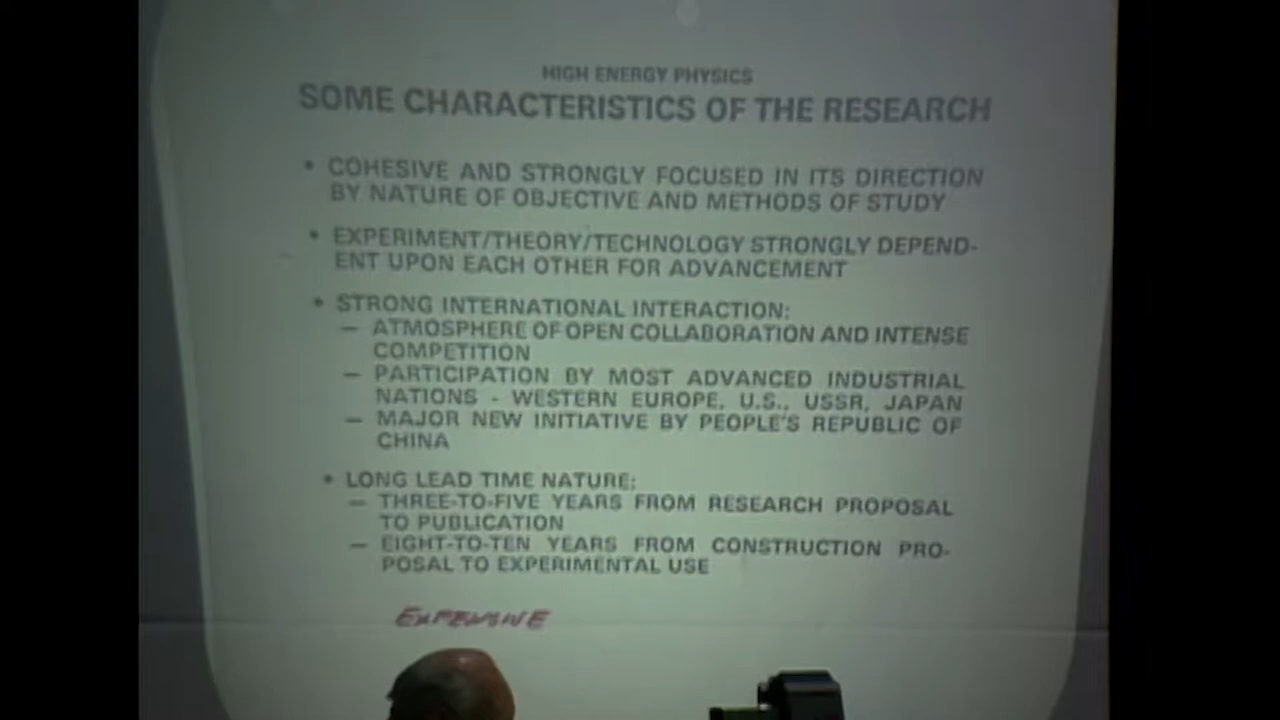 HIGH ENERGY PHYSICS
SOME CHARACTERISTICS OF THE RESEARCH
• COHESIVE AND STRONGLY FOCUSED IN ITS DIRECTION
BY NATURE OF OBJECTIVE AND METHODS OF STUDY
• EXPERIMENT/THEORY/TECHNOLOGY STRONGLY DEPEND-
ENT UPON EACH OTHER FOR ADVANCEMENT
• STRONG INTERNATIONAL INTERACTION:
— ATMOSPHERE OF OPEN COLLABORATION AND INTENSE
COMPETITION
— PARTICIPATION BY MOST ADVANCED INDUSTRIAL
NATIONS - WESTERN EUROPE, U.S., USSR, JAPAN
— MAJOR NEW INITIATIVE BY PEOPLE'S REPUBLIC OF
CHINA
• LONG LEAD TIME NATURE:
— THREE-TO-FIVE YEARS FROM RESEARCH PROPOSAL
TO PUBLICATION
— EIGHT-TO-TEN YEARS FROM CONSTRUCTION PRO-
POSAL TO EXPERIMENTAL USE
EXPENSIVE